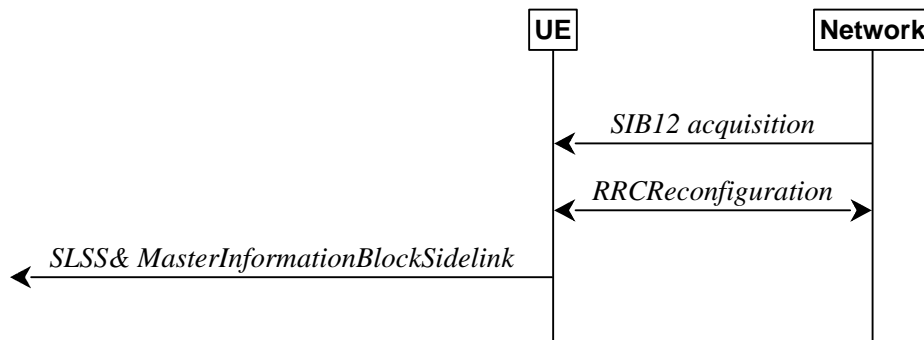 UE
Network
SIB12 acquisition
RRCReconfiguration
SLSS& MasterInformationBlockSidelink